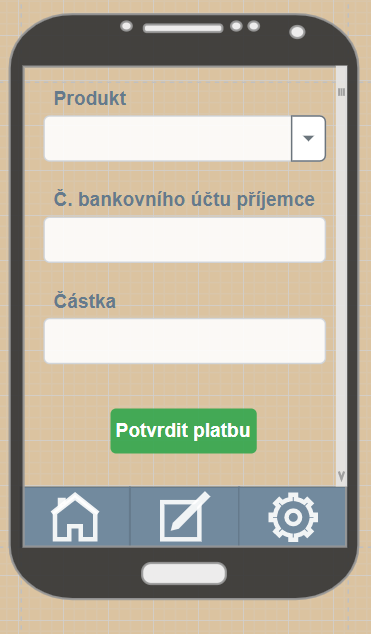 Produkt
Č. bankovního účtu příjemce
Částka
Potvrdit platbu